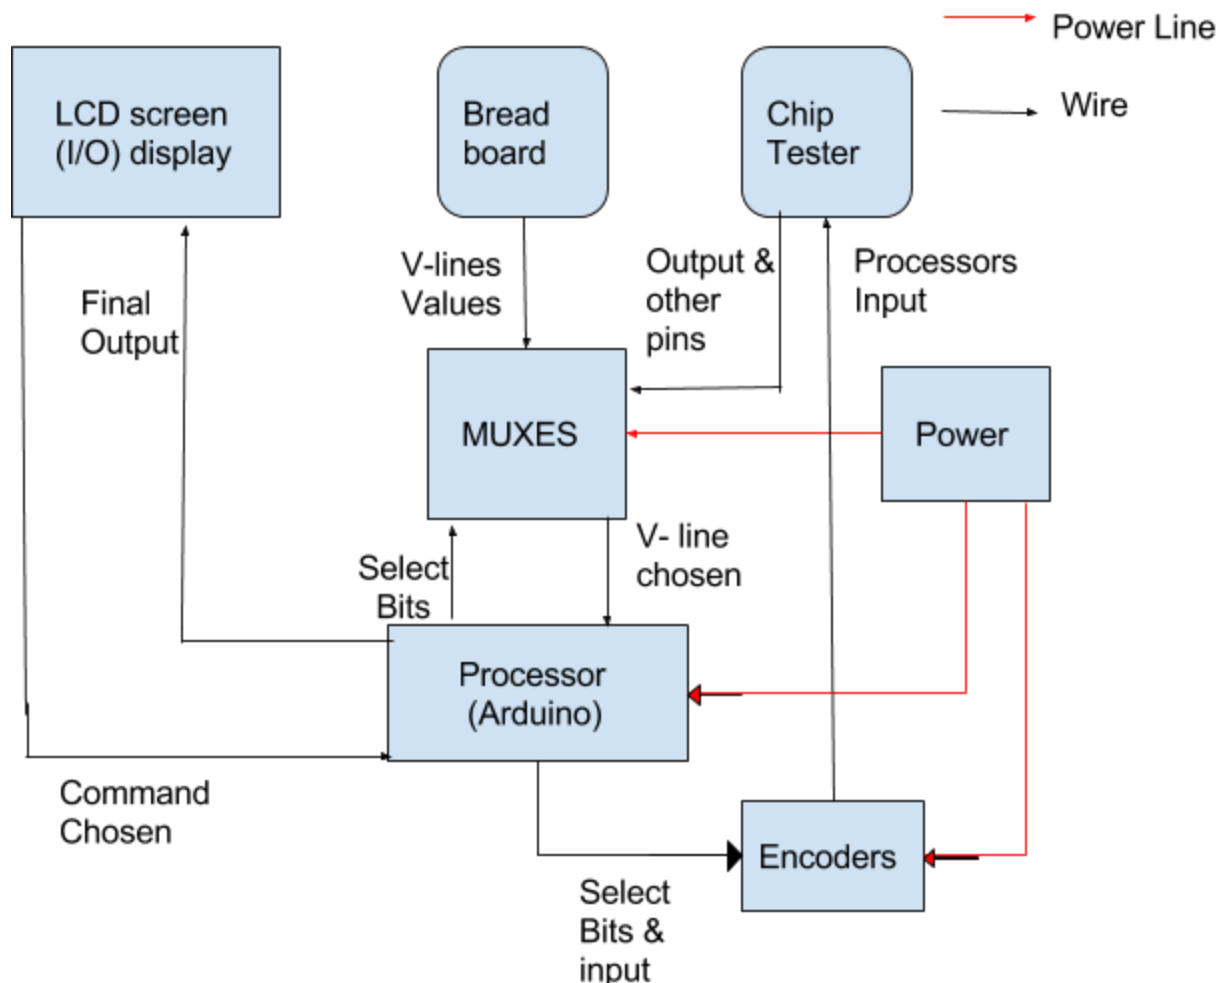 Power Line
Wire
LCD screen
(I/O) display
Bread
board
Chip
Tester
V-lines
Values
Output &
other
pins
Processors
Input
Final
Output
MUXES
Power
Select
Bits
V- line
chosen
Processor
(Arduino)
Command
Chosen
Encoders
Select
Bits &
input